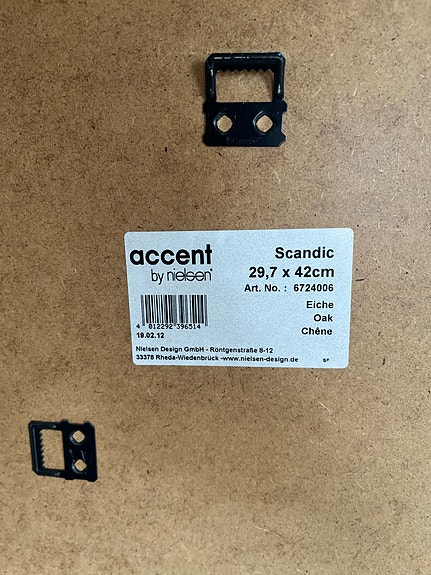 accent
by nielsen®
Scandic
29,7 x 42cm
Art. No. : 6724006
Eiche
Oak
Chêne
4 012292 396514
19.02.12
Nielsen Design GmbH - Röntgenstraße 8-12
33378 Rheda-Wiedenbrück -www.nielsen-design.de
SF